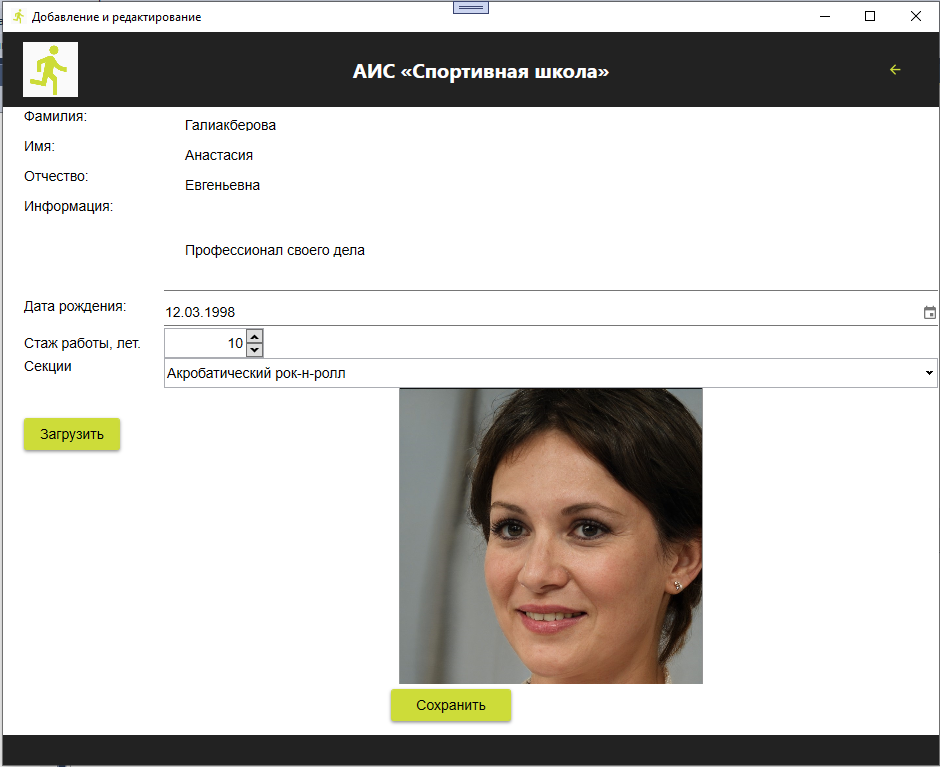 Добавление и редактирование
АИС «Спортивная школа»
Фамилия:
Галиакберова
Имя:
Анастасия
Отчество:
Евгеньевна
Информация:
Профессионал своего дела
Дата рождения:
12.03.1998
Стаж работы, лет.
10
Секции
Акробатический рок-н-ролл
Загрузить
Сохранить